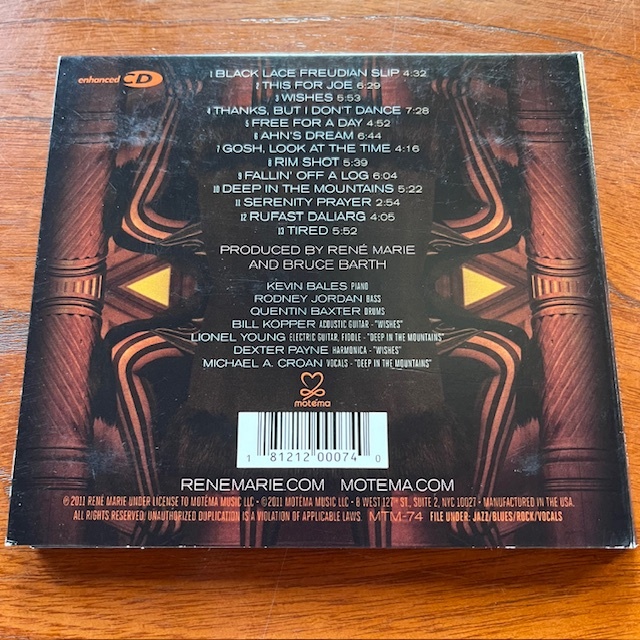 enhanced CD
1 BLACK LACE FREUDIAN SLIP 4:32
2 THIS FOR JOE 6:29
3 WISHES 5:53
4 THANKS, BUT I DON'T DANCE 7:28
5 FREE FOR A DAY 4:52
6 AHN'S DREAM 6:44
7 GOSH, LOOK AT THE TIME 4:16
8 RIM SHOT 5:39
9 FALLIN' OFF A LOG 6:04
10 DEEP IN THE MOUNTAINS 5:22
11 SERENITY PRAYER 2:54
12 RUFAST DALIARG 4:05
13 TIRED 5:52
PRODUCED BY RENÉ MARIE
AND BRUCE BARTH
KEVIN BALES PIANO
RODNEY JORDAN BASS
QUENTIN BAXTER DRUMS
BILL KOPPER ACOUSTIC GUITAR - "WISHES"
LIONEL YOUNG ELECTRIC GUITAR, FIDDLE - "DEEP IN THE MOUNTAINS"
DEXTER PAYNE HARMONICA - "WISHES"
MICHAEL A. CROAN VOCALS - "DEEP IN THE MOUNTAINS"
motéma
1 81212 00074 0
RENEMARIE.COM MOTEMA.COM
℗ 2011 RENÉ MARIE UNDER LICENSE TO MOTÉMA MUSIC LLC - © 2011 MOTÉMA MUSIC LLC - 8 WEST 127TH ST., SUITE 2, NYC 10027 - MANUFACTURED IN THE U.S.A.
ALL RIGHTS RESERVED. UNAUTHORIZED DUPLICATION IS A VIOLATION OF APPLICABLE LAWS. MTM-74 FILE UNDER: JAZZ/BLUES/ROCK/VOCALS